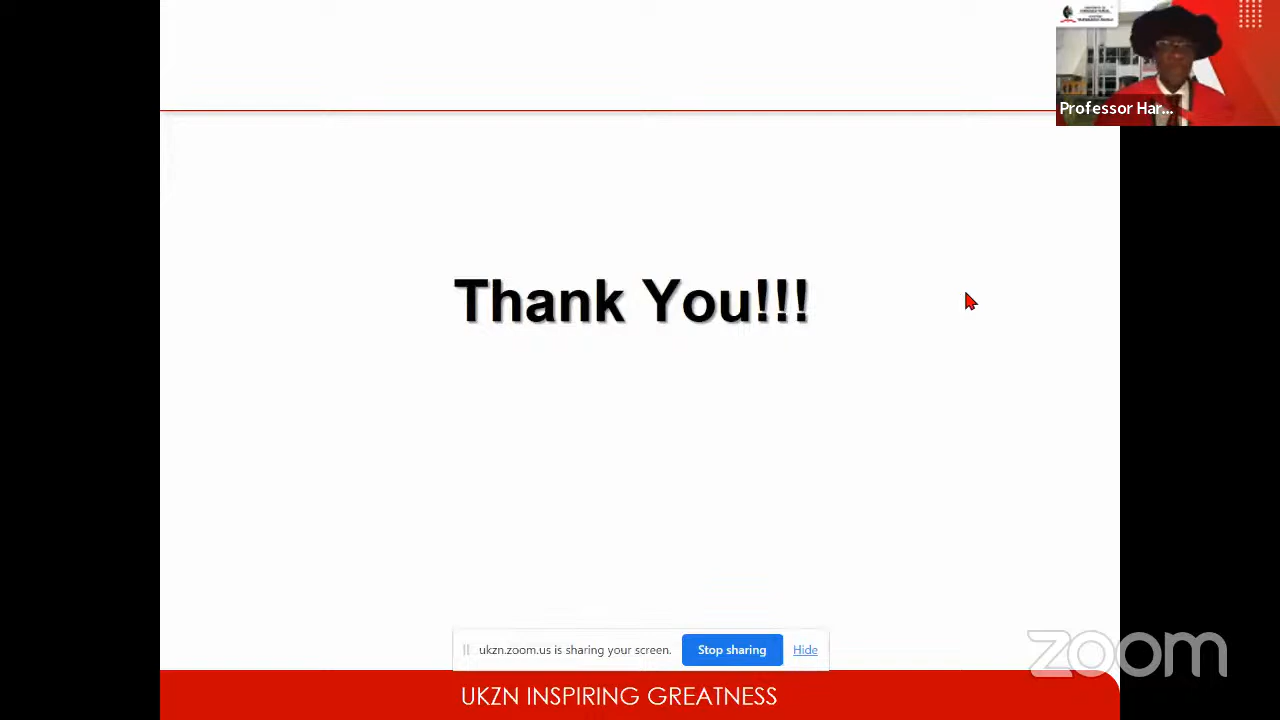 Professor Har...
Thank You!!!
ukzn.zoom.us is sharing your screen.
Stop sharing
Hide
zoom
UKZN INSPIRING GREATNESS